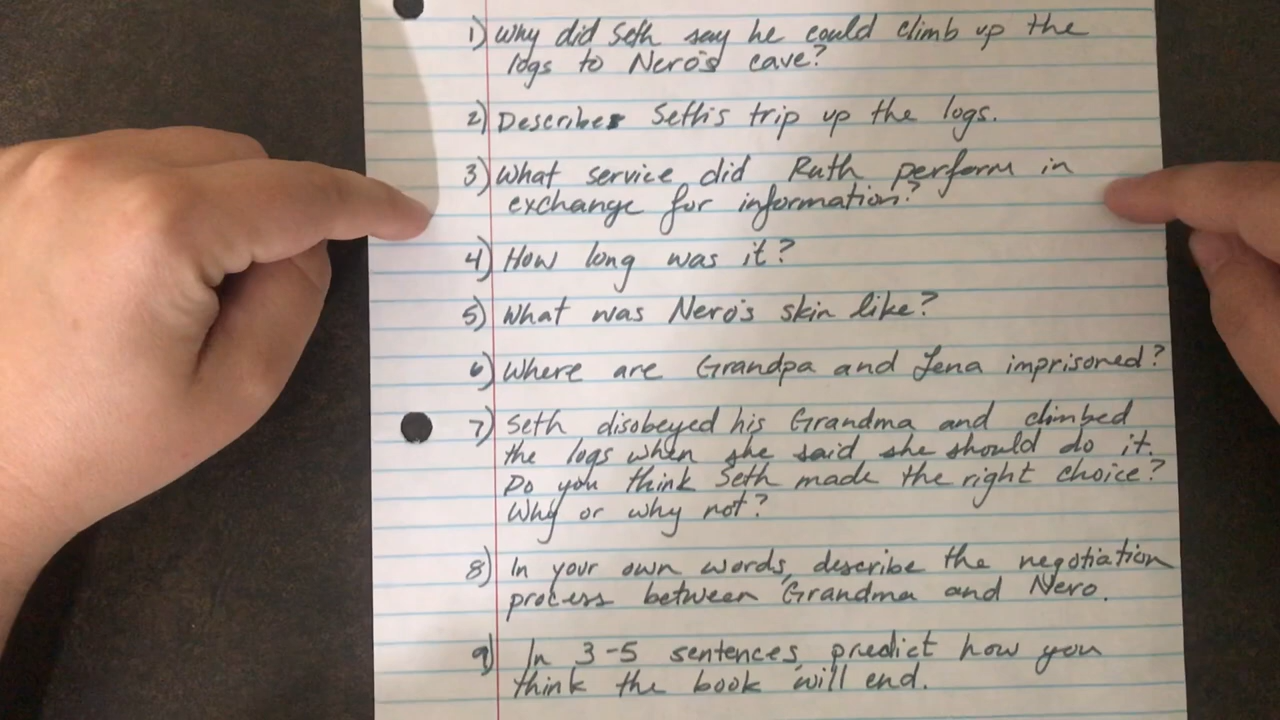 1) Why did Seth say he could climb up the
logs to Nero's cave?
2) Describe Seth's trip up the logs.
3) What service did Ruth perform in
exchange for information?
4) How long was it?
5) What was Nero's skin like?
6) Where are Grandpa and Lena imprisoned?
7) Seth disobeyed his Grandma and climbed
the logs when she said she should do it.
Do you think Seth made the right choice?
Why or why not?
8) In your own words, describe the negotiation
process between Grandma and Nero.
9) In 3-5 sentences, predict how you
think the book will end.